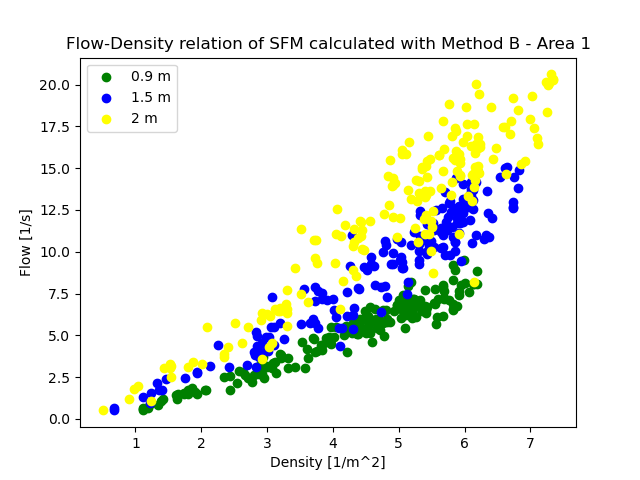 Flow-Density relation of SFM calculated with Method B - Area 1
0.9 m
1.5 m
2 m
20.0
17.5
15.0
12.5
10.0
7.5
5.0
2.5
0.0
Flow [1/s]
1 2 3 4 5 6 7
Density [1/m^2]